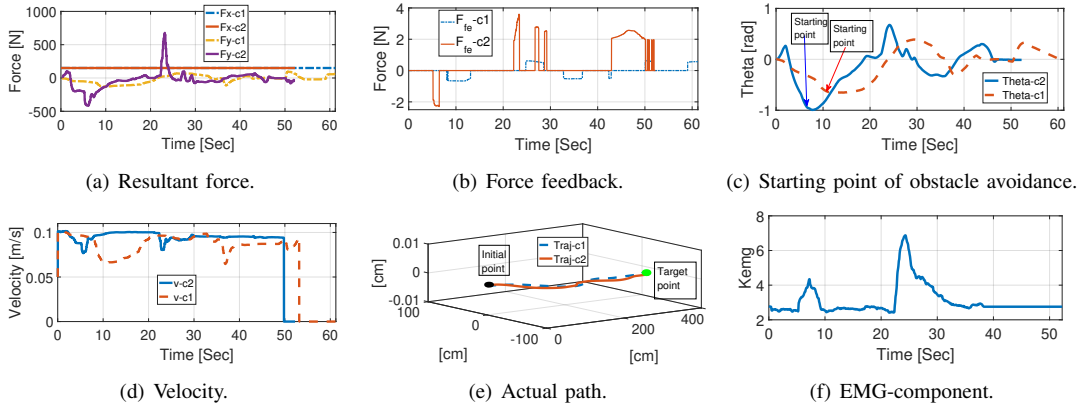 1000
500
0
-500
Force [N]
0 10 20 30 40 50 60
Time [Sec]
Fx-c1
Fx-c2
Fy-c1
Fy-c2
(a) Resultant force.
4
2
0
-2
Force [N]
0 10 20 30 40 50 60
Time [Sec]
F_fe-c1
F_fe-c2
(b) Force feedback.
1
0
-1
Theta [rad]
0 10 20 30 40 50 60
Time [Sec]
Starting
point
Starting
point
Theta-c2
Theta-c1
(c) Starting point of obstacle avoidance.
0.1
0.05
0
Velocity [m/s]
0 10 20 30 40 50 60
Time [Sec]
v-c2
v-c1
(d) Velocity.
0.01
0
-0.01
[cm]
100
0
-100
[cm]
0
200
400
[cm]
Initial
point
Traj-c1
Traj-c2
Target
point
(e) Actual path.
8
6
4
2
Kemg
0 10 20 30 40 50
Time [Sec]
(f) EMG-component.